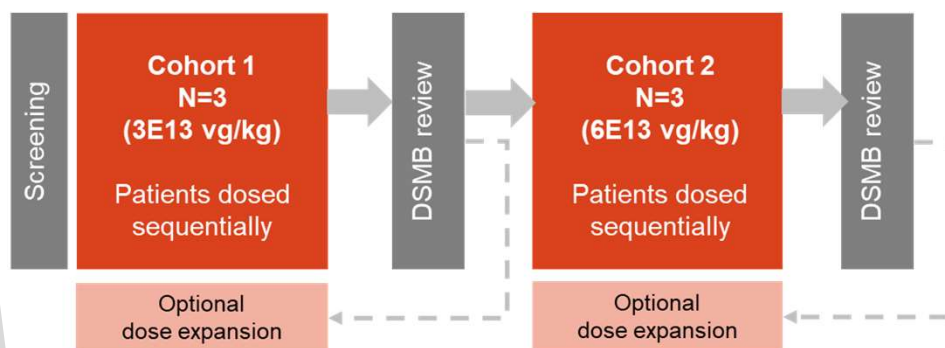 Screening
Cohort 1
N=3
(3E13 vg/kg)
Patients dosed
sequentially
Optional
dose expansion
DSMB review
Cohort 2
N=3
(6E13 vg/kg)
Patients dosed
sequentially
Optional
dose expansion
DSMB review